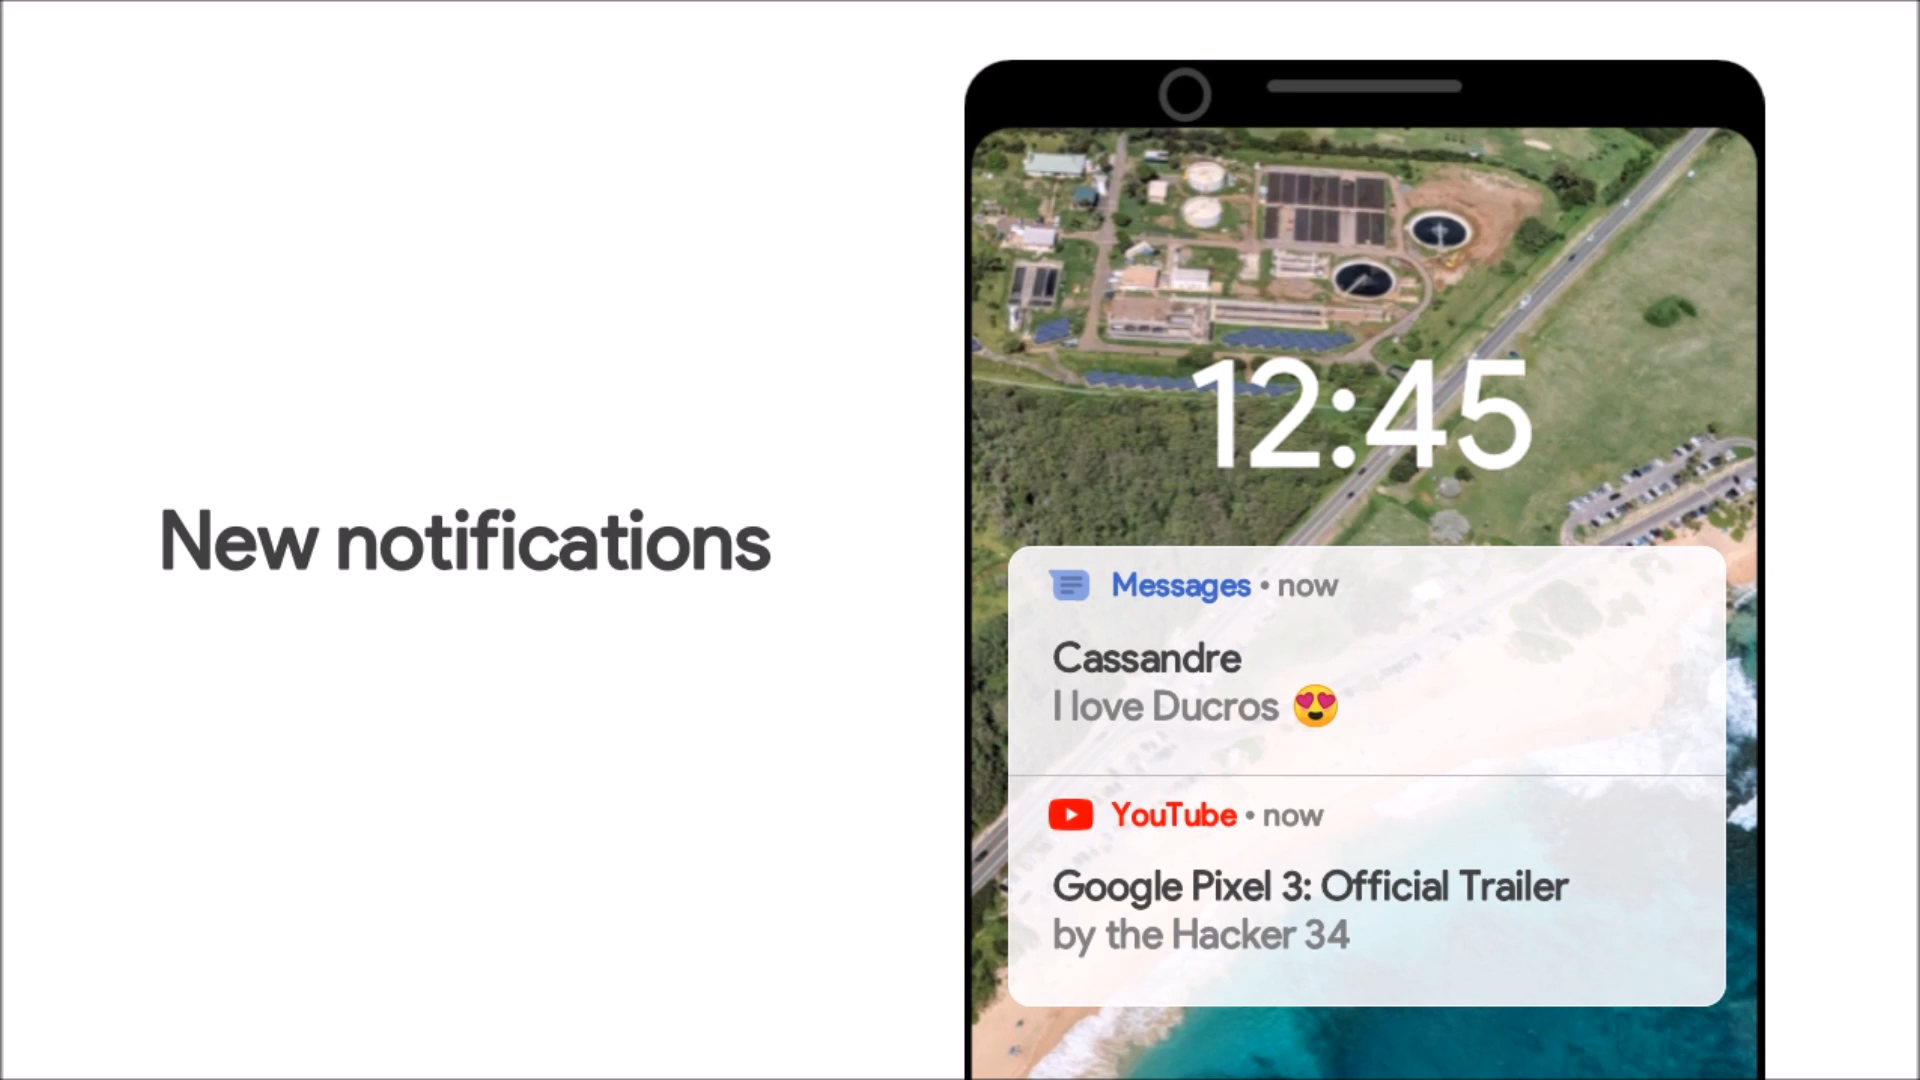 New notifications
12:45
Messages • now
Cassandre
I love Ducros 😍
YouTube • now
Google Pixel 3: Official Trailer
by the Hacker 34